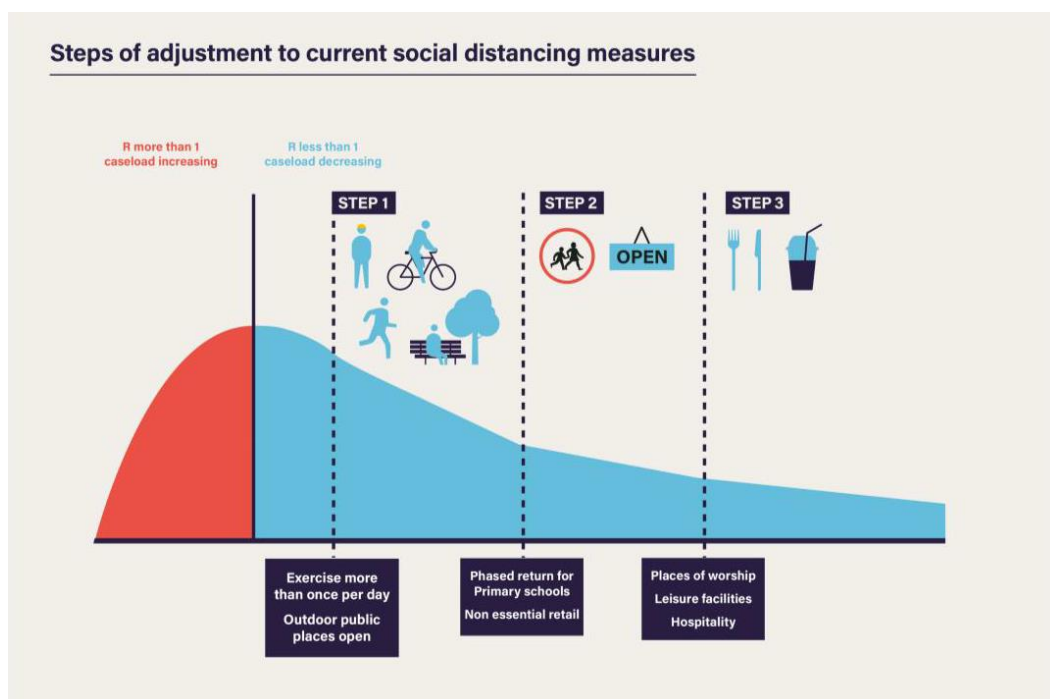 Steps of adjustment to current social distancing measures
R more than 1
caseload increasing
R less than 1
caseload decreasing
STEP 1
STEP 2
STEP 3
OPEN
Exercise more
than once per day
Outdoor public
places open
Phased return for
Primary schools
Non essential retail
Places of worship
Leisure facilities
Hospitality